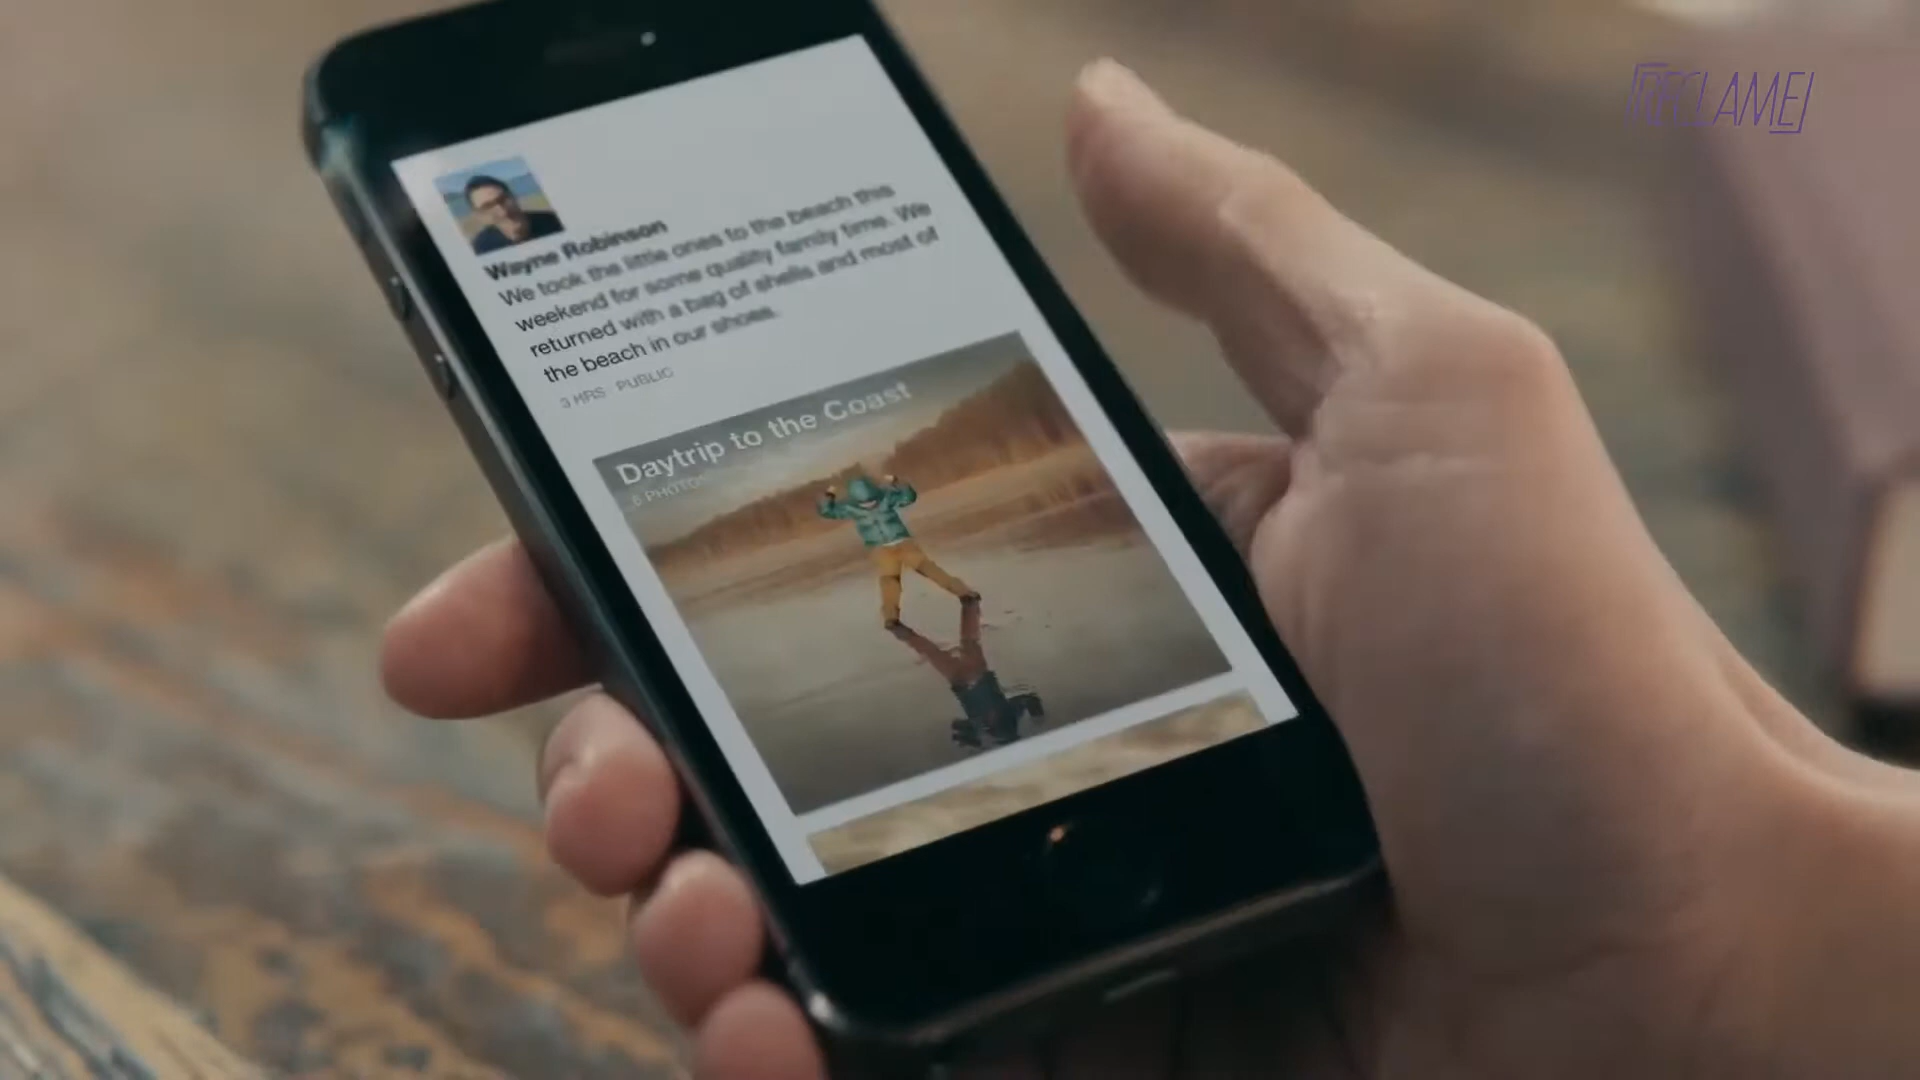 RECLAME
Wayne Robinson
We took the little ones to the beach this
weekend for some quality family time. We
returned with a bag of shells and most of
the beach in our shoes.
3 HRS · PUBLIC
Daytrip to the Coast
6 PHOTOS